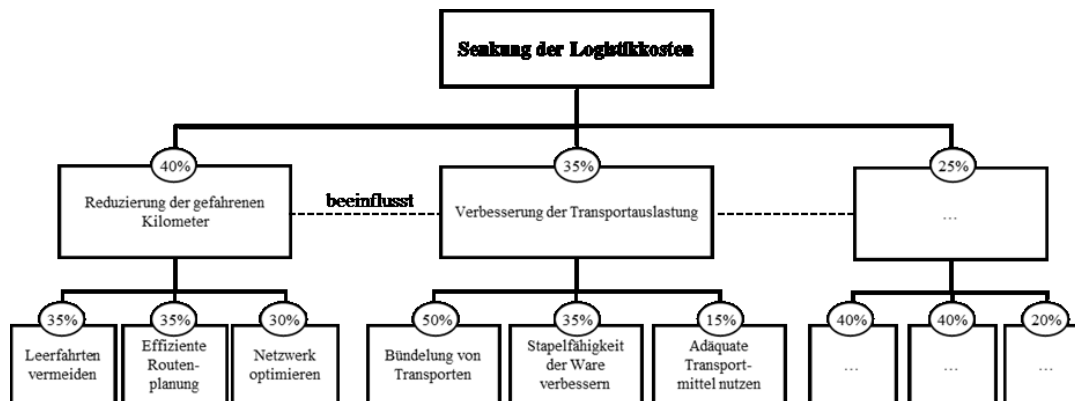 Senkung der Logistikkosten
40%
35%
25%
Reduzierung der gefahrenen
Kilometer
beeinflusst
Verbesserung der Transportauslastung
...
35%
35%
30%
50%
35%
15%
40%
40%
20%
Leerfahrten
vermeiden
Effiziente
Routen-
planung
Netzwerk
optimieren
Bündelung von
Transporten
Stapelfähigkeit
der Ware
verbessern
Adäquate
Transport-
mittel nutzen
...
...
...